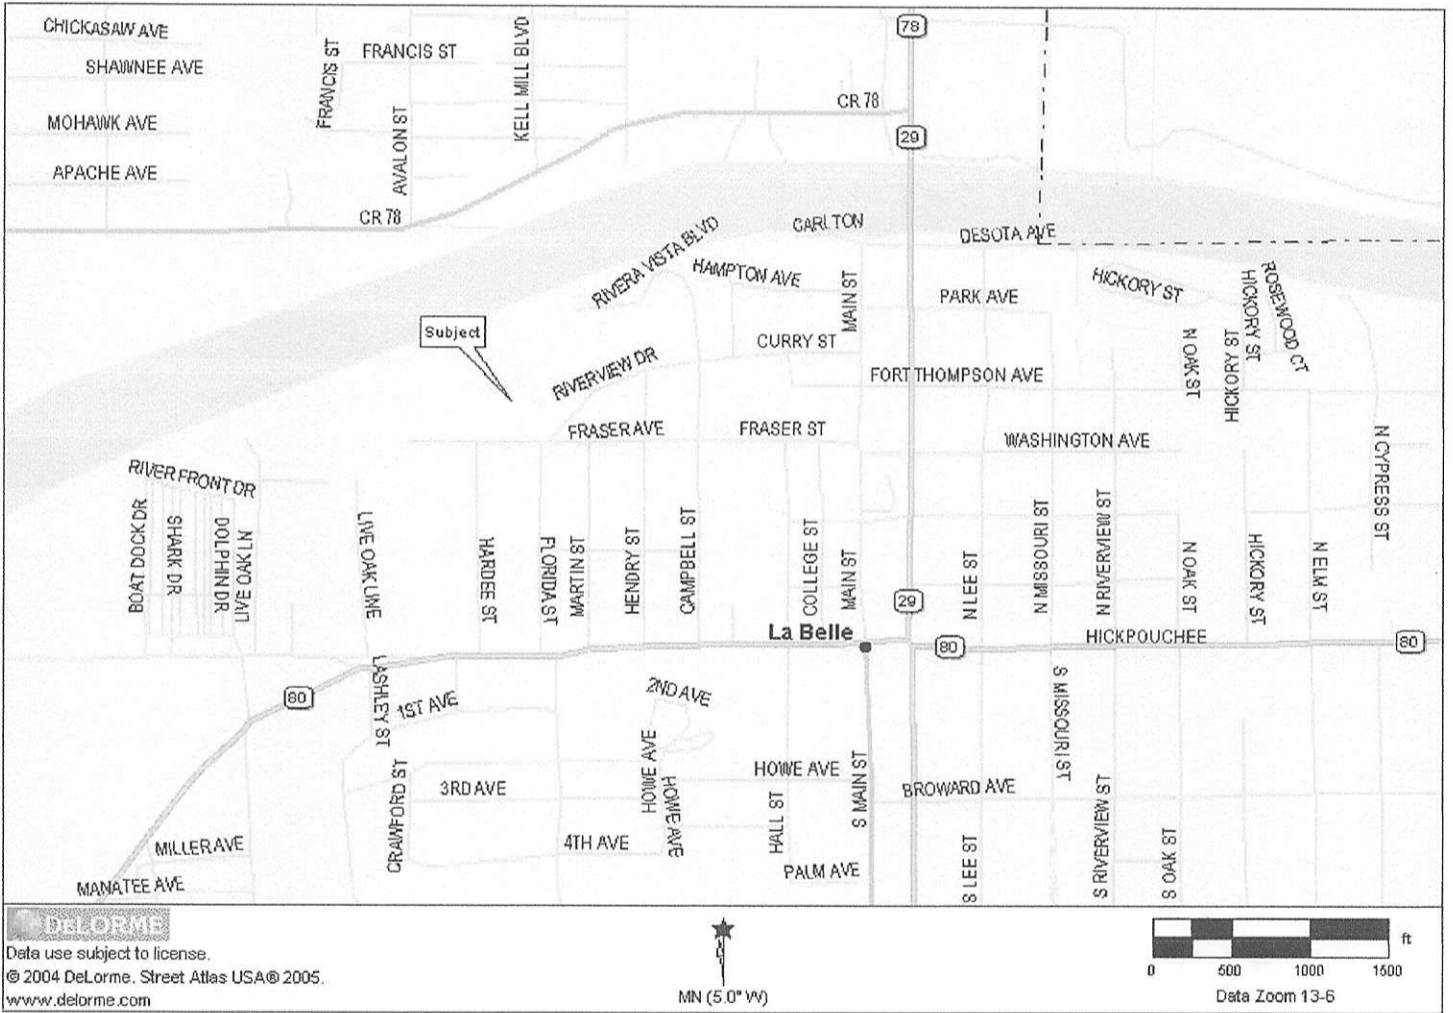 CHICKASAW AVE
SHAWNEE AVE
MOHAWK AVE
APACHE AVE
FRANCIS ST
FRANCIS ST
AVALON ST
KELL MILL BLVD
CR 78
CR 78
78
29
CARLTON
DESOTA AVE
RIVERA VISTA BLVD
HAMPTON AVE
MAIN ST
PARK AVE
HICKORY ST
HICKORY ST
ROSEWOOD CT
Subject
CURRY ST
RIVERVIEW DR
FORT THOMPSON AVE
N OAK ST
HICKORY ST
FRASER AVE
FRASER ST
WASHINGTON AVE
N CYPRESS ST
RIVER FRONT DR
BOAT DOCK DR
SHARK DR
DOLPHIN DR
LIVE OAK LN
LIVE OAK LINE
HARDEE ST
FLORIDA ST
MARTIN ST
HENDRY ST
CAMPBELL ST
COLLEGE ST
MAIN ST
29
N LEE ST
N MISSOURI ST
N RIVERVIEW ST
N OAK ST
HICKORY ST
N ELM ST
La Belle
80
HICKPOUCHEE
80
80
LASHLEY ST
1ST AVE
2ND AVE
S MISSOURI ST
CRAWFORD ST
3RD AVE
HOWE AVE
HOWE AVE
HOWE AVE
HALL ST
S MAIN ST
BROWARD AVE
S RIVERVIEW ST
S OAK ST
S LEE ST
MILLER AVE
4TH AVE
PALM AVE
MANATEE AVE
DELORME
Data use subject to license.
© 2004 DeLorme. Street Atlas USA® 2005.
www.delorme.com
MN (5.0° W)
ft
0 500 1000 1500
Data Zoom 13-6